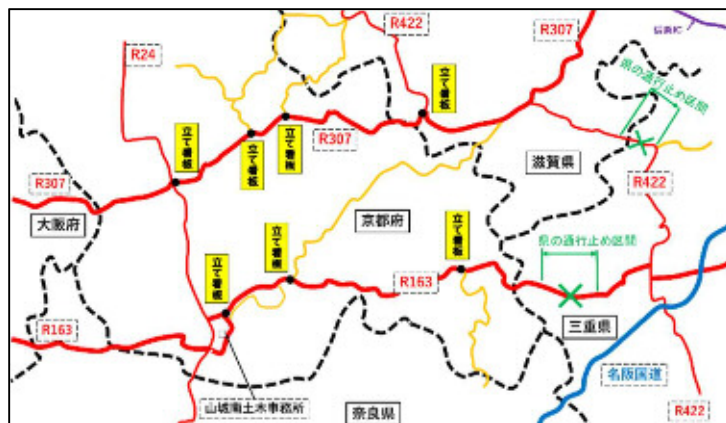 R422
R307
R24
県の通行止め区間
立て看板
R307
立て看板
立て看板
立て看板
滋賀県
R422
R307
大阪府
京都府
立て看板
県の通行止め区間
立て看板
立て看板
R163
R163
三重県
名阪国道
山城南土木事務所
奈良県
R422